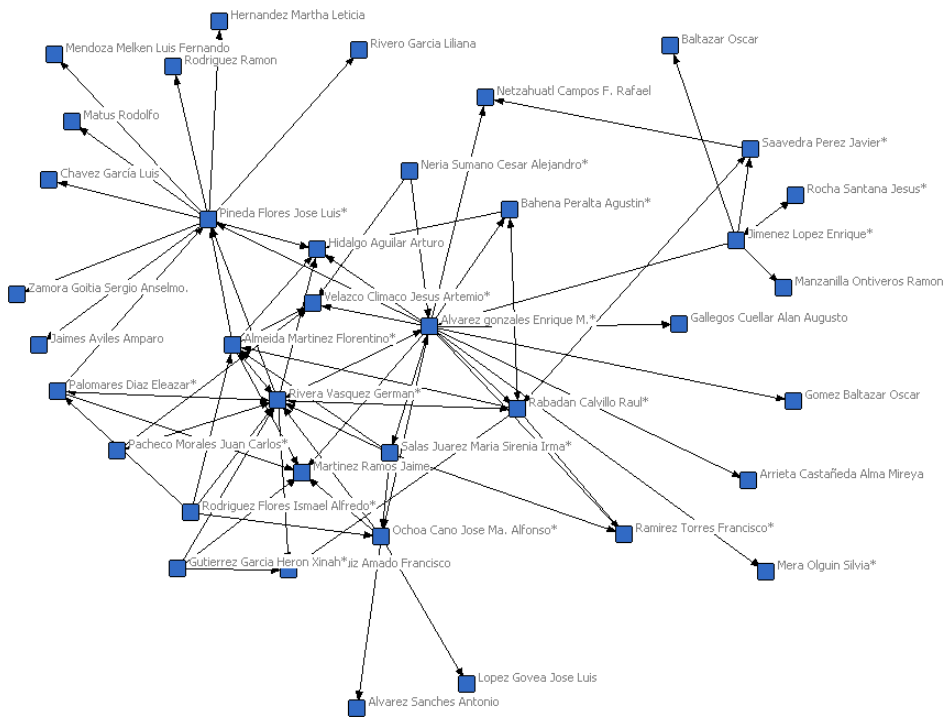 Hernandez Martha Leticia
Mendoza Melken Luis Fernando
Rivero Garcia Liliana
Baltazar Oscar
Rodriguez Ramon
Netzahuatl Campos F. Rafael
Matus Rodolfo
Saavedra Perez Javier*
Neria Sumano Cesar Alejandro*
Chavez Garcia Luis
Rocha Santana Jesus*
Bahena Peralta Agustin*
Pineda Flores Jose Luis*
Jimenez Lopez Enrique*
Hidalgo Aguilar Arturo
Manzanilla Ontiveros Ramon
Zamora Goitia Sergio Anselmo.
Velazco Climaco Jesus Artemio*
Alvarez gonzales Enrique M.*
Gallegos Cuellar Alan Augusto
Jaimes Aviles Amparo
Almeida Martinez Florentino*
Palomares Diaz Eleazar*
Rivera Vasquez German*
Gomez Baltazar Oscar
Rabadan Calvillo Raul*
Pacheco Morales Juan Carlos*
Salas Juarez Maria Sirenia Irma*
Martinez Ramos Jaime
Arrieta Castañeda Alma Mireya
Rodriguez Flores Ismael Alfredo*
Ochoa Cano Jose Ma. Alfonso*
Ramirez Torres Francisco*
Gutierrez Garcia Heron Xinah*
Amado Francisco
Mera Olguin Silvia*
Lopez Govea Jose Luis
Alvarez Sanches Antonio